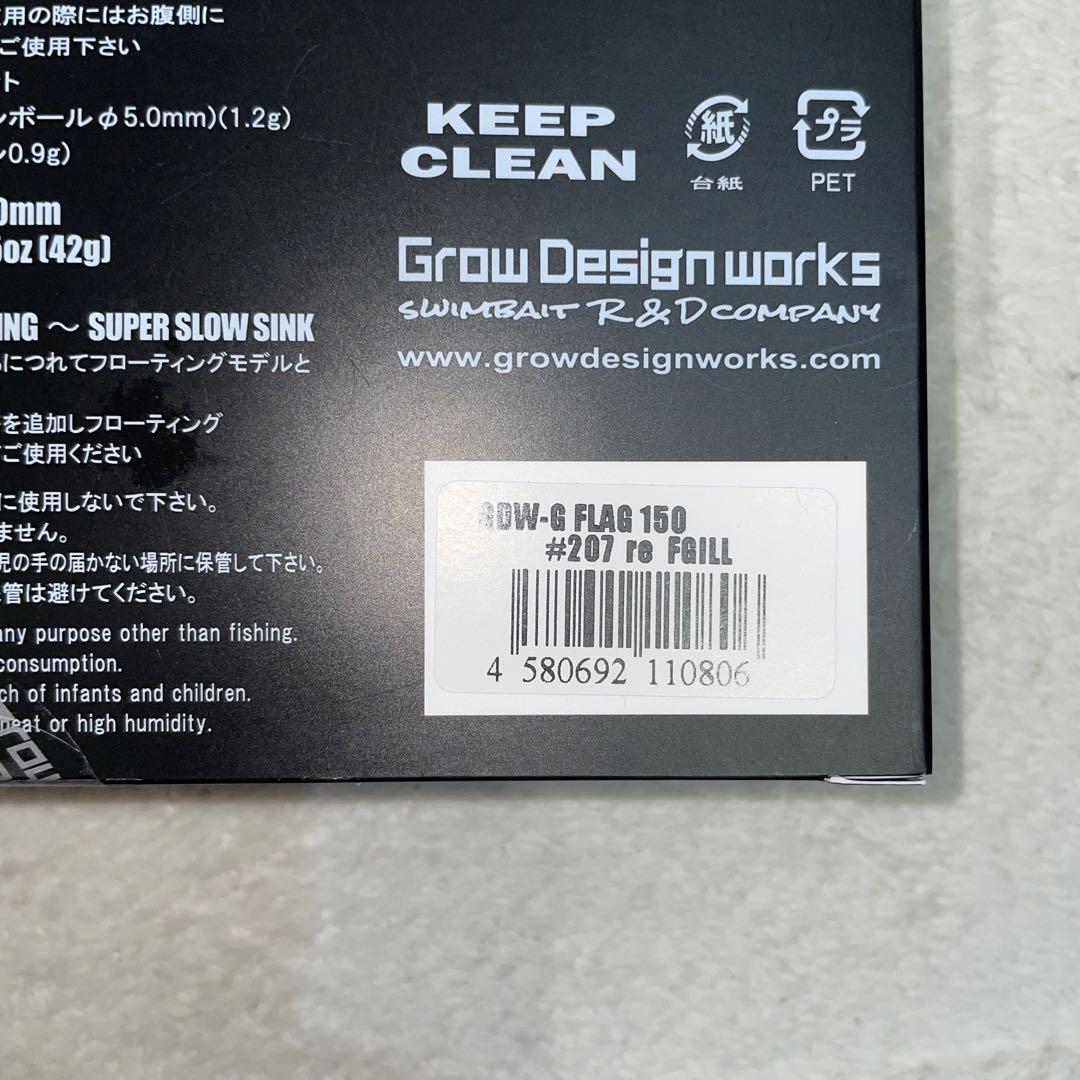 用の際にはお腹側に
ご使用下さい
ット
ンボールφ5.0mm)(1.2g)
ン0.9g)
0mm
5oz (42g)
ING ～ SUPER SLOW SINK
につれてフローティングモデルと
を追加しフローティング
ご使用ください
に使用しないで下さい。
ません。
児の手の届かない場所に保管して下さい。
管は避けてください。
any purpose other than fishing.
consumption.
ch of infants and children.
heat or high humidity.
KEEP
CLEAN
紙
台紙
プラ
PET
Grow Design works
SWIMBAIT R & D COMPANY
www.growdesignworks.com
GDW-G FLAG 150
#207 re FGILL
4 580692 110806